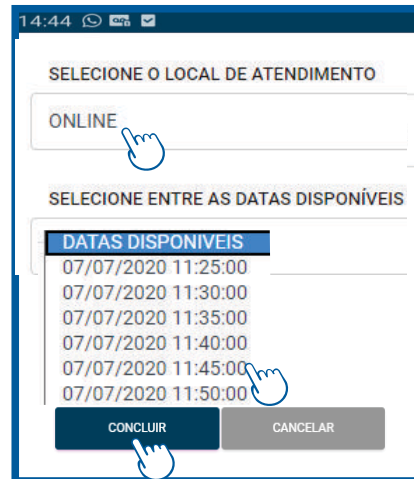 14:44
SELECIONE O LOCAL DE ATENDIMENTO
ONLINE
SELECIONE ENTRE AS DATAS DISPONÍVEIS
DATAS DISPONIVEIS
07/07/2020 11:25:00
07/07/2020 11:30:00
07/07/2020 11:35:00
07/07/2020 11:40:00
07/07/2020 11:45:00
07/07/2020 11:50:00
CONCLUIR CANCELAR